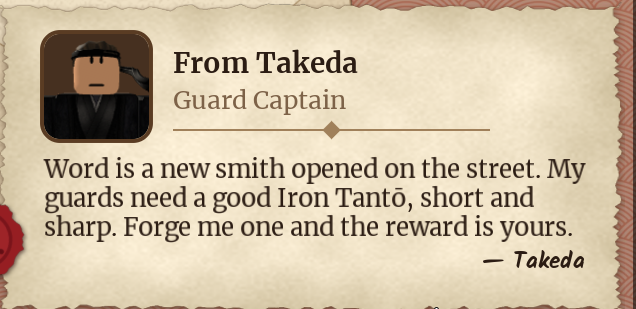 From Takeda
Guard Captain
Word is a new smith opened on the street. My
guards need a good Iron Tantō, short and
sharp. Forge me one and the reward is yours.
— Takeda